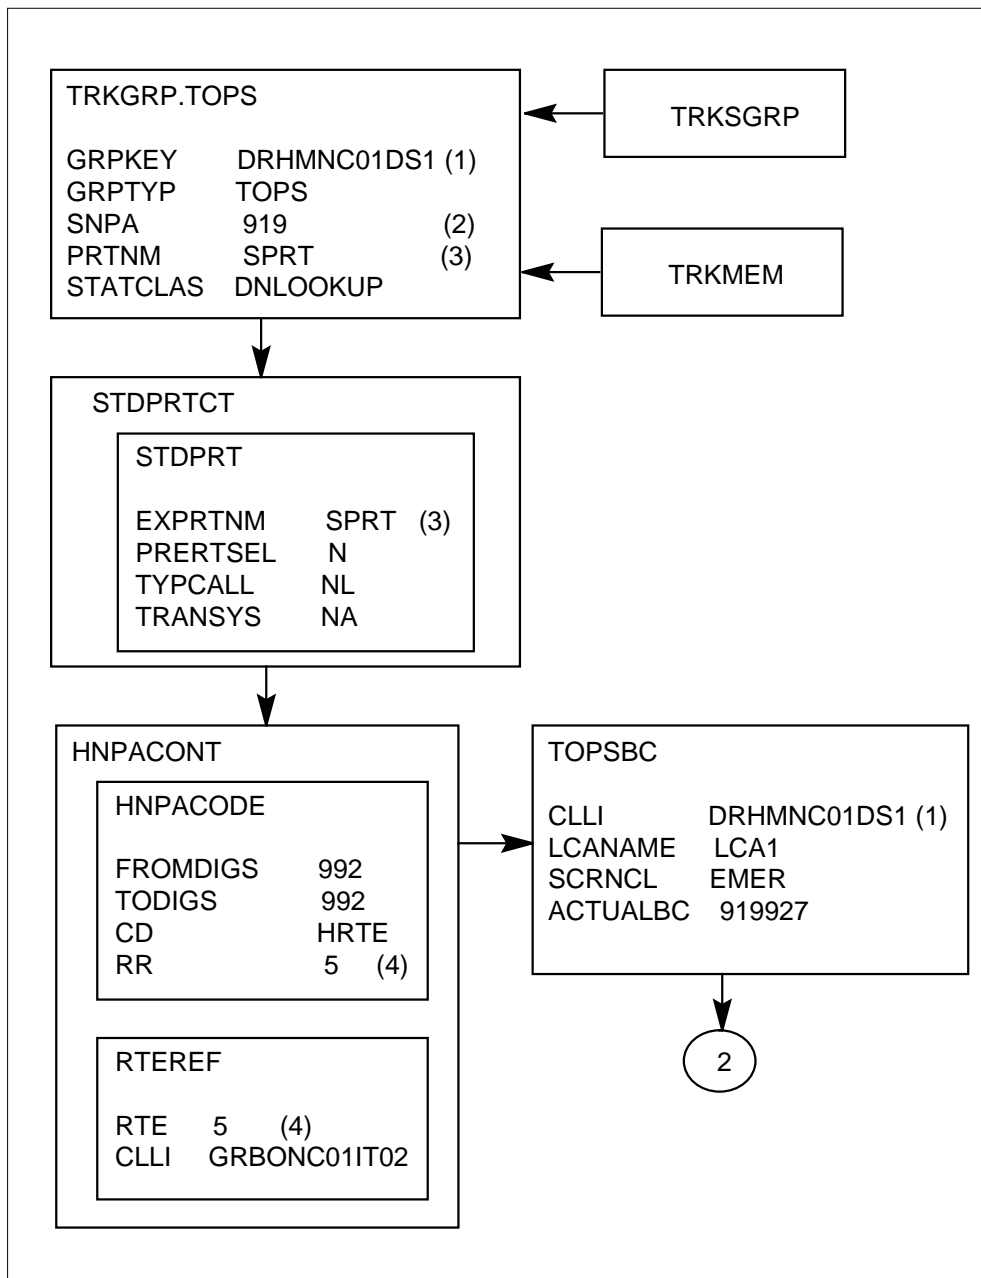 TRKGRP.TOPS
GRPKEY DRHMNC01DS1 (1)
GRPTYP TOPS
SNPA 919 (2)
PRTNM SPRT (3)
STATCLAS DNLOOKUP
TRKSGRP
TRKMEM
STDPRTCT
STDPRT
EXPRTNM SPRT (3)
PRERTSEL N
TYPCALL NL
TRANSYS NA
HNPACONT
HNPACODE
FROMDIGS 992
TODIGS 992
CD HRTE
RR 5 (4)
RTEREF
RTE 5 (4)
CLLI GRBONC01IT02
TOPSBC
CLLI DRHMNC01DS1 (1)
LCANAME LCA1
SCRNCL EMER
ACTUALBC 919927
2